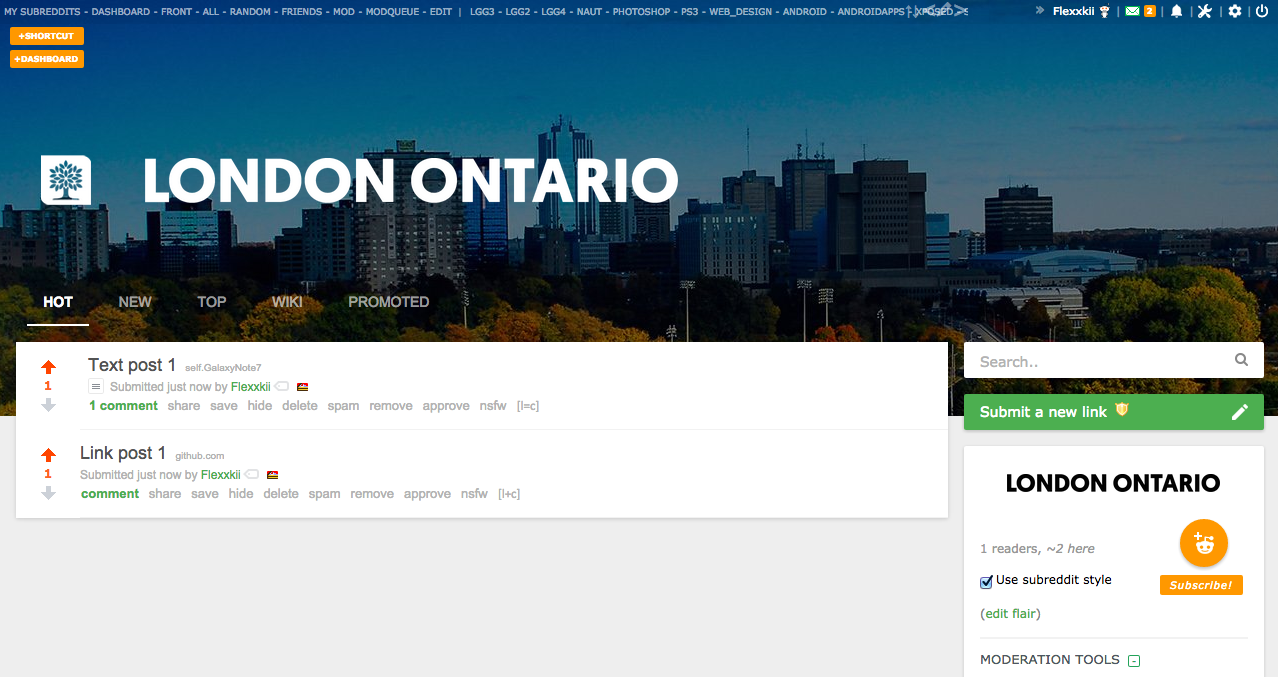 MY SUBREDDITS - DASHBOARD - FRONT - ALL - RANDOM - FRIENDS - MOD - MODQUEUE - EDIT | LGG3 - LGG2 - LGG4 - NAUT - PHOTOSHOP - PS3 - WEB_DESIGN - ANDROID - ANDROIDAPPS - XPOSED - S
Flexxkii | 2 | | | |
+SHORTCUT
+DASHBOARD
LONDON ONTARIO
HOT NEW TOP WIKI PROMOTED
Text post 1 self.GalaxyNote7
1
Submitted just now by Flexxkii
1 comment share save hide delete spam remove approve nsfw [l=c]
Link post 1 github.com
1
Submitted just now by Flexxkii
comment share save hide delete spam remove approve nsfw [l+c]
Search..
Submit a new link
LONDON ONTARIO
1 readers, ~2 here
Use subreddit style
Subscribe!
(edit flair)
MODERATION TOOLS -